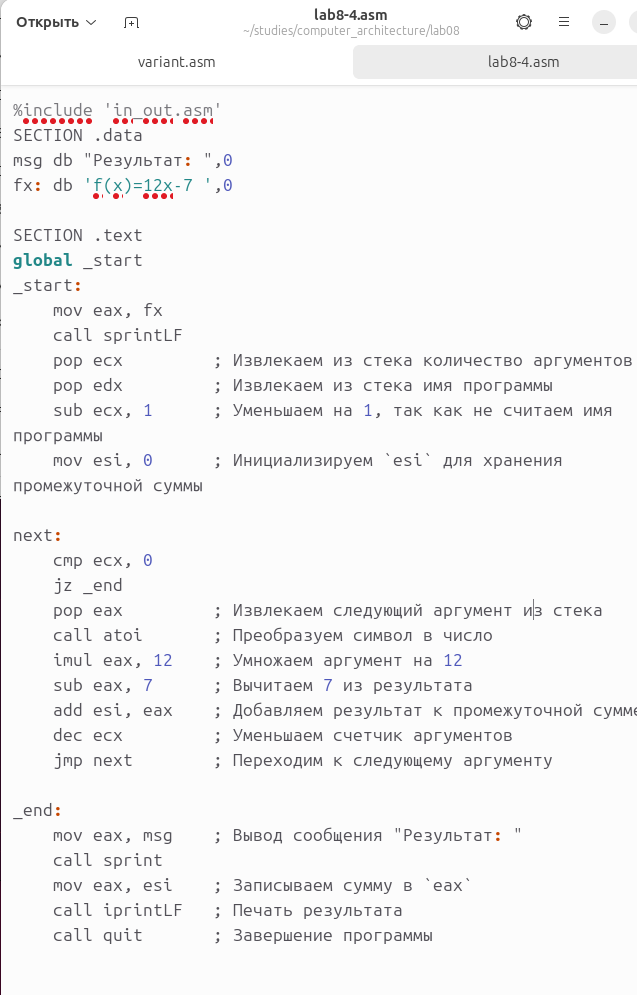 Открыть
lab8-4.asm
~/studies/computer_architecture/lab08
variant.asm
lab8-4.asm
%include 'in_out.asm'
SECTION .data
msg db "Результат: ",0
fx: db 'f(x)=12x-7 ',0
SECTION .text
global _start
_start:
mov eax, fx
call sprintLF
pop ecx ; Извлекаем из стека количество аргументов
pop edx ; Извлекаем из стека имя программы
sub ecx, 1 ; Уменьшаем на 1, так как не считаем имя
программы
mov esi, 0 ; Инициализируем `esi` для хранения
промежуточной суммы
next:
cmp ecx, 0
jz _end
pop eax ; Извлекаем следующий аргумент из стека
call atoi ; Преобразуем символ в число
imul eax, 12 ; Умножаем аргумент на 12
sub eax, 7 ; Вычитаем 7 из результата
add esi, eax ; Добавляем результат к промежуточной сумме
dec ecx ; Уменьшаем счетчик аргументов
jmp next ; Переходим к следующему аргументу
_end:
mov eax, msg ; Вывод сообщения "Результат: "
call sprint
mov eax, esi ; Записываем сумму в `eax`
call iprintLF ; Печать результата
call quit ; Завершение программы